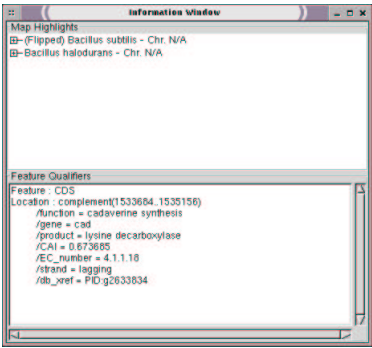 Information Window
Map Highlights
(Flipped) Bacillus subtilis - Chr. N/A
Bacillus halodurans - Chr. N/A
Feature Qualifiers
Feature : CDS
Location : complement(1533684..1535156)
/function = cadaverine synthesis
/gene = cad
/product = lysine decarboxylase
/CAI = 0.673685
/EC_number = 4.1.1.18
/strand = lagging
/db_xref = PID:g2633834